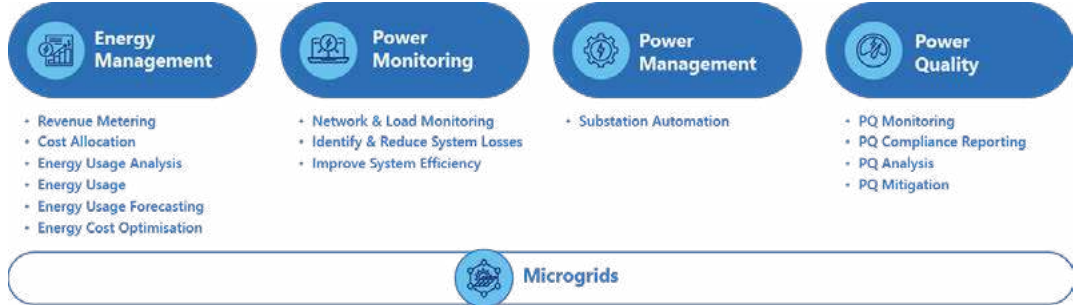 Energy
Management
Power
Monitoring
Power
Management
Power
Quality
• Revenue Metering
• Cost Allocation
• Energy Usage Analysis
• Energy Usage
• Energy Usage Forecasting
• Energy Cost Optimisation
• Network & Load Monitoring
• Identify & Reduce System Losses
• Improve System Efficiency
• Substation Automation
• PQ Monitoring
• PQ Compliance Reporting
• PQ Analysis
• PQ Mitigation
Microgrids